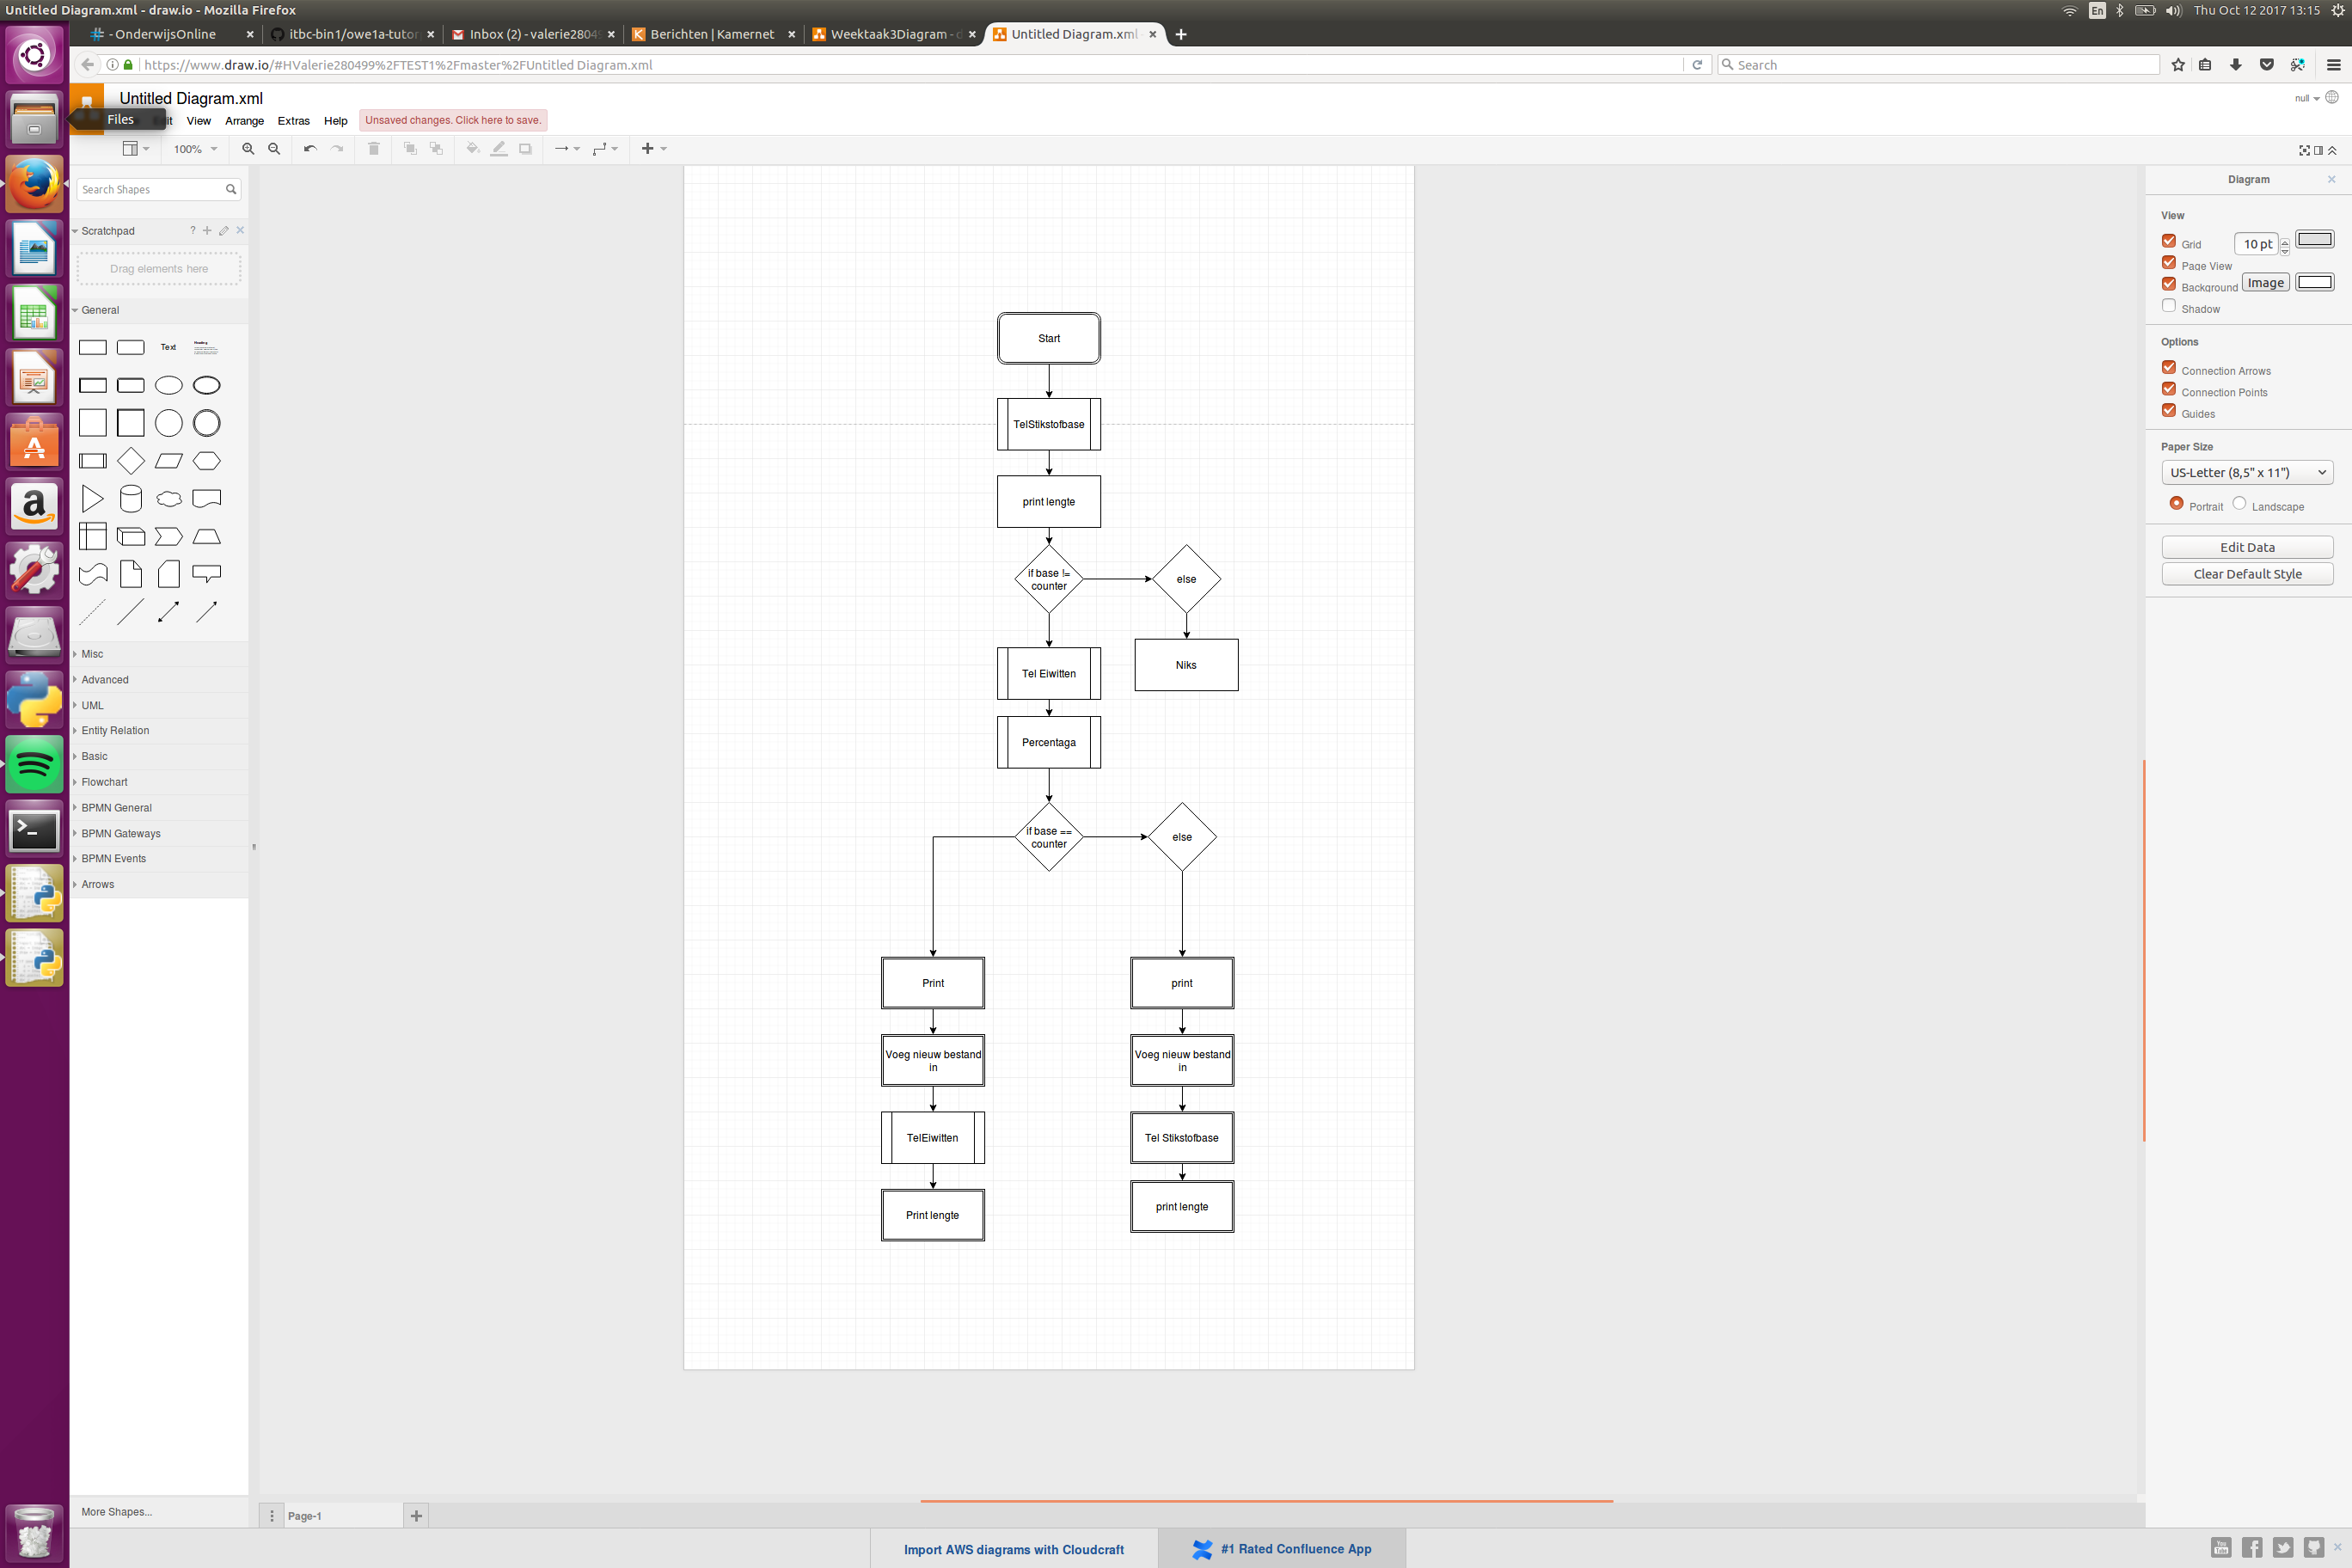 Untitled Diagram.xml - draw.io - Mozilla Firefox
En
Thu Oct 12 2017 13:15
# - OnderwijsOnline
itbc-bin1/owe1a-tutor
Inbox (2) - valerie2804
Berichten | Kamernet
Weektaak3Diagram - d
Untitled Diagram.xml
https://www.draw.io/#HValerie280499%2FTEST1%2Fmaster%2FUntitled Diagram.xml
Search
Untitled Diagram.xml
null
Files
View
Arrange
Extras
Help
Unsaved changes. Click here to save.
100%
Search Shapes
Scratchpad
?
Drag elements here
General
Text
Heading
Misc
Advanced
UML
Entity Relation
Basic
Flowchart
BPMN General
BPMN Gateways
BPMN Events
Arrows
More Shapes...
Start
TelStikstofbase
print lengte
if base !=
counter
else
Tel Eiwitten
Niks
Percentaga
if base ==
counter
else
Print
Voeg nieuw bestand
in
TelEiwitten
Print lengte
print
Voeg nieuw bestand
in
Tel Stikstofbase
print lengte
Diagram
View
Grid
10 pt
Page View
Background
Image
Shadow
Options
Connection Arrows
Connection Points
Guides
Paper Size
US-Letter (8,5" x 11")
Portrait
Landscape
Edit Data
Clear Default Style
Page-1
Import AWS diagrams with Cloudcraft
#1 Rated Confluence App